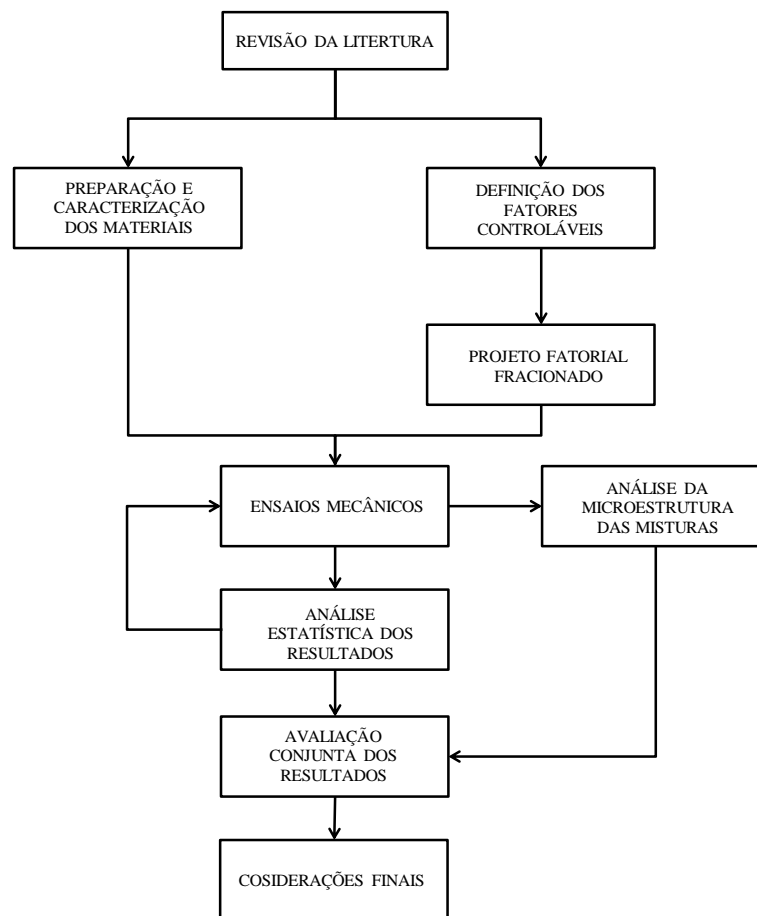 REVISÃO DA LITERTURA
PREPARAÇÃO E
CARACTERIZAÇÃO
DOS MATERIAIS
DEFINIÇÃO DOS
FATORES
CONTROLÁVEIS
PROJETO FATORIAL
FRACIONADO
ENSAIOS MECÂNICOS
ANÁLISE DA
MICROESTRUTURA
DAS MISTURAS
ANÁLISE
ESTATÍSTICA DOS
RESULTADOS
AVALIAÇÃO
CONJUNTA DOS
RESULTADOS
COSIDERAÇÕES FINAIS